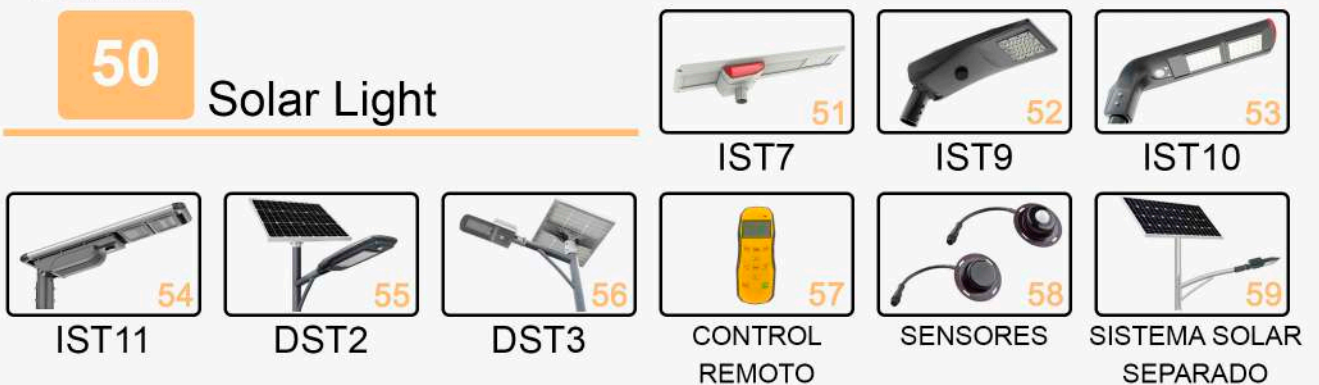 50
Solar Light
51
52
53
IST7
IST9
IST10
54
55
56
57
58
59
IST11
DST2
DST3
CONTROL
REMOTO
SENSORES
SISTEMA SOLAR
SEPARADO